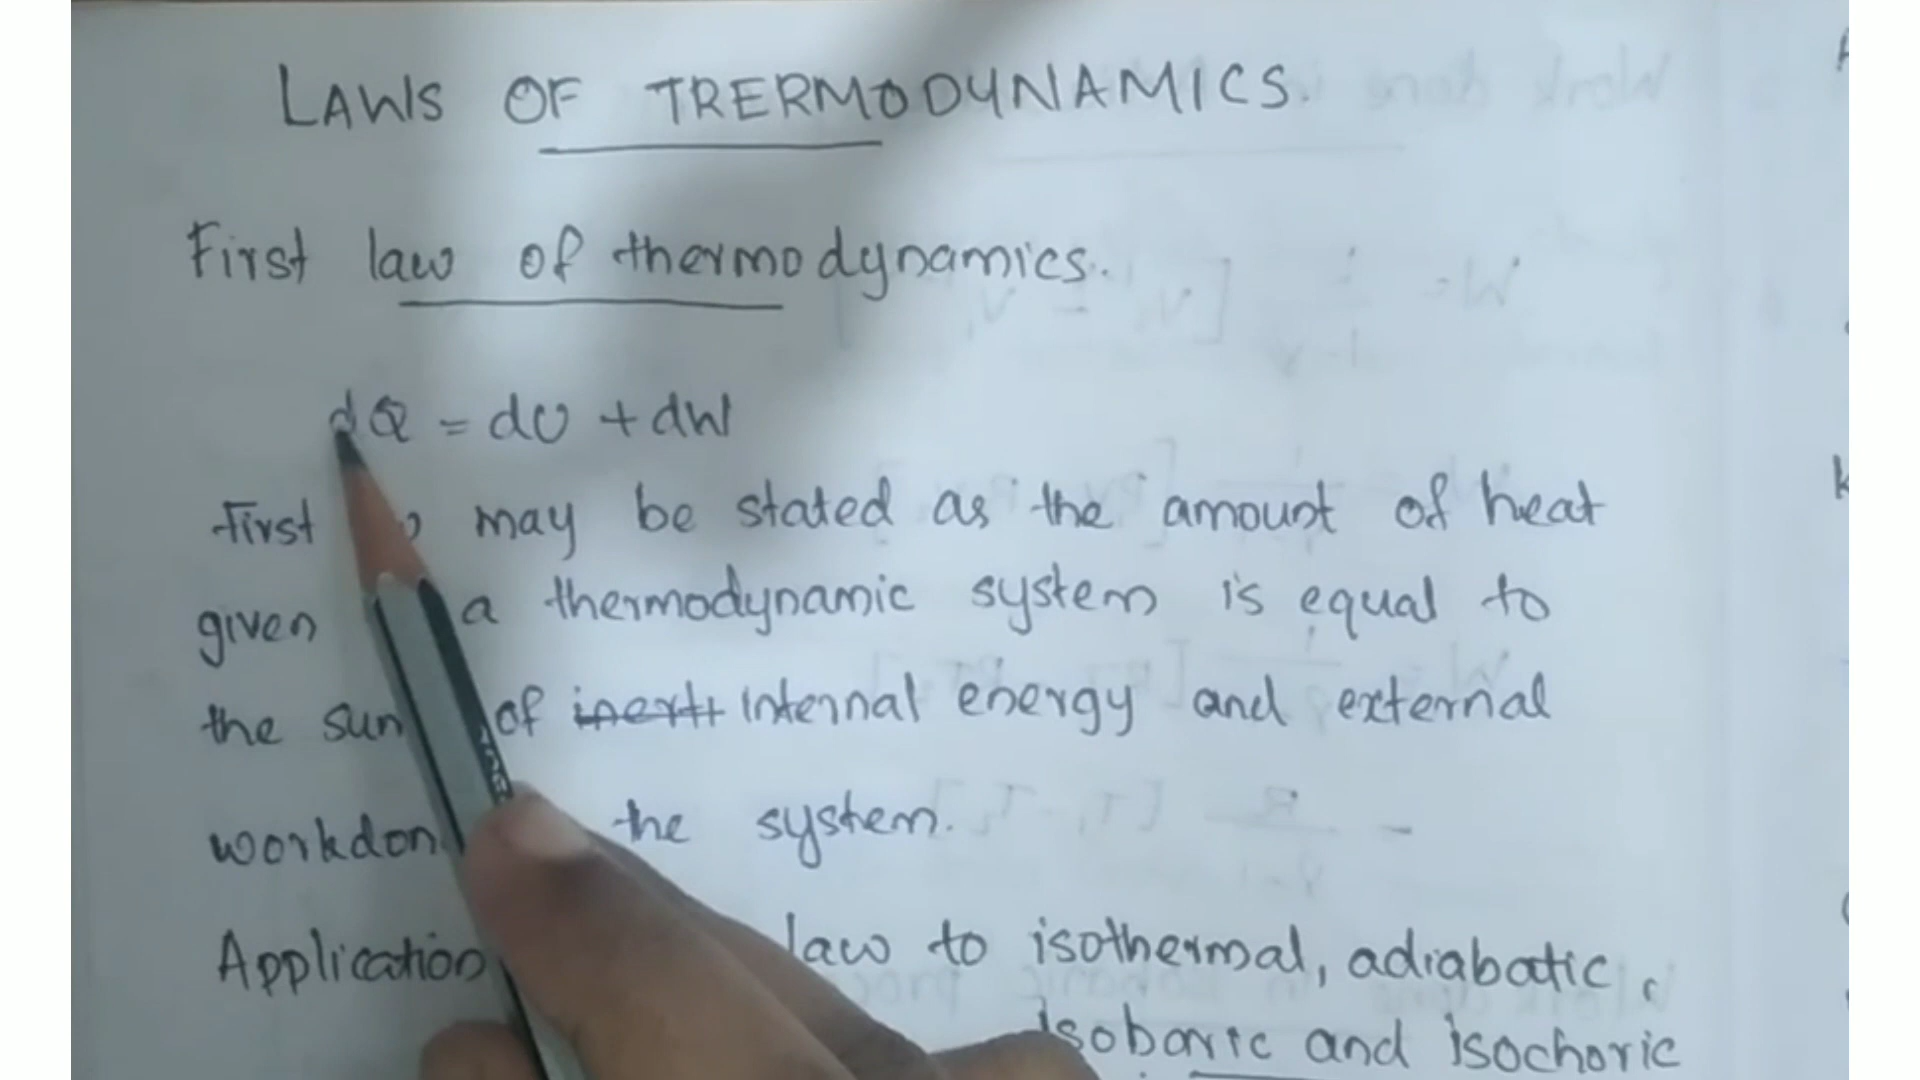 LAWS OF TRERMODYNAMICS.
First law of thermodynamics.
dQ = dU + dW
First may be stated as the amount of heat
given a thermodynamic system is equal to
the sum of inert internal energy and external
workdon the system.
Application law to isothermal, adiabatic,
isobaric and isochoric